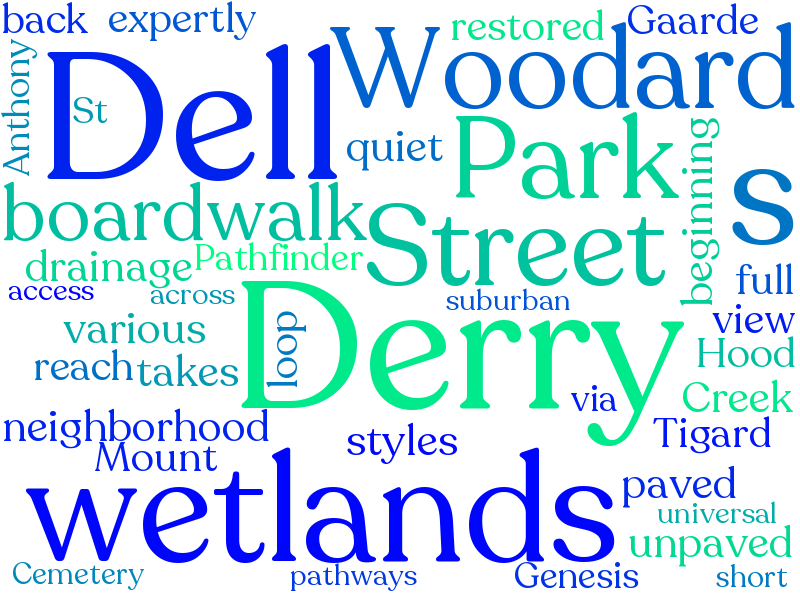 back
expertly
restored
Gaarde
Anthony
St
Dell
Woodard
quiet
Park
beginning
s
boardwalk
Street
drainage
Pathfinder
full
access
across
suburban
view
various
loop
Derry
Hood
reach
takes
via
Creek
neighborhood
styles
Tigard
Mount
wetlands
paved
universal
unpaved
Cemetery
pathways
Genesis
short